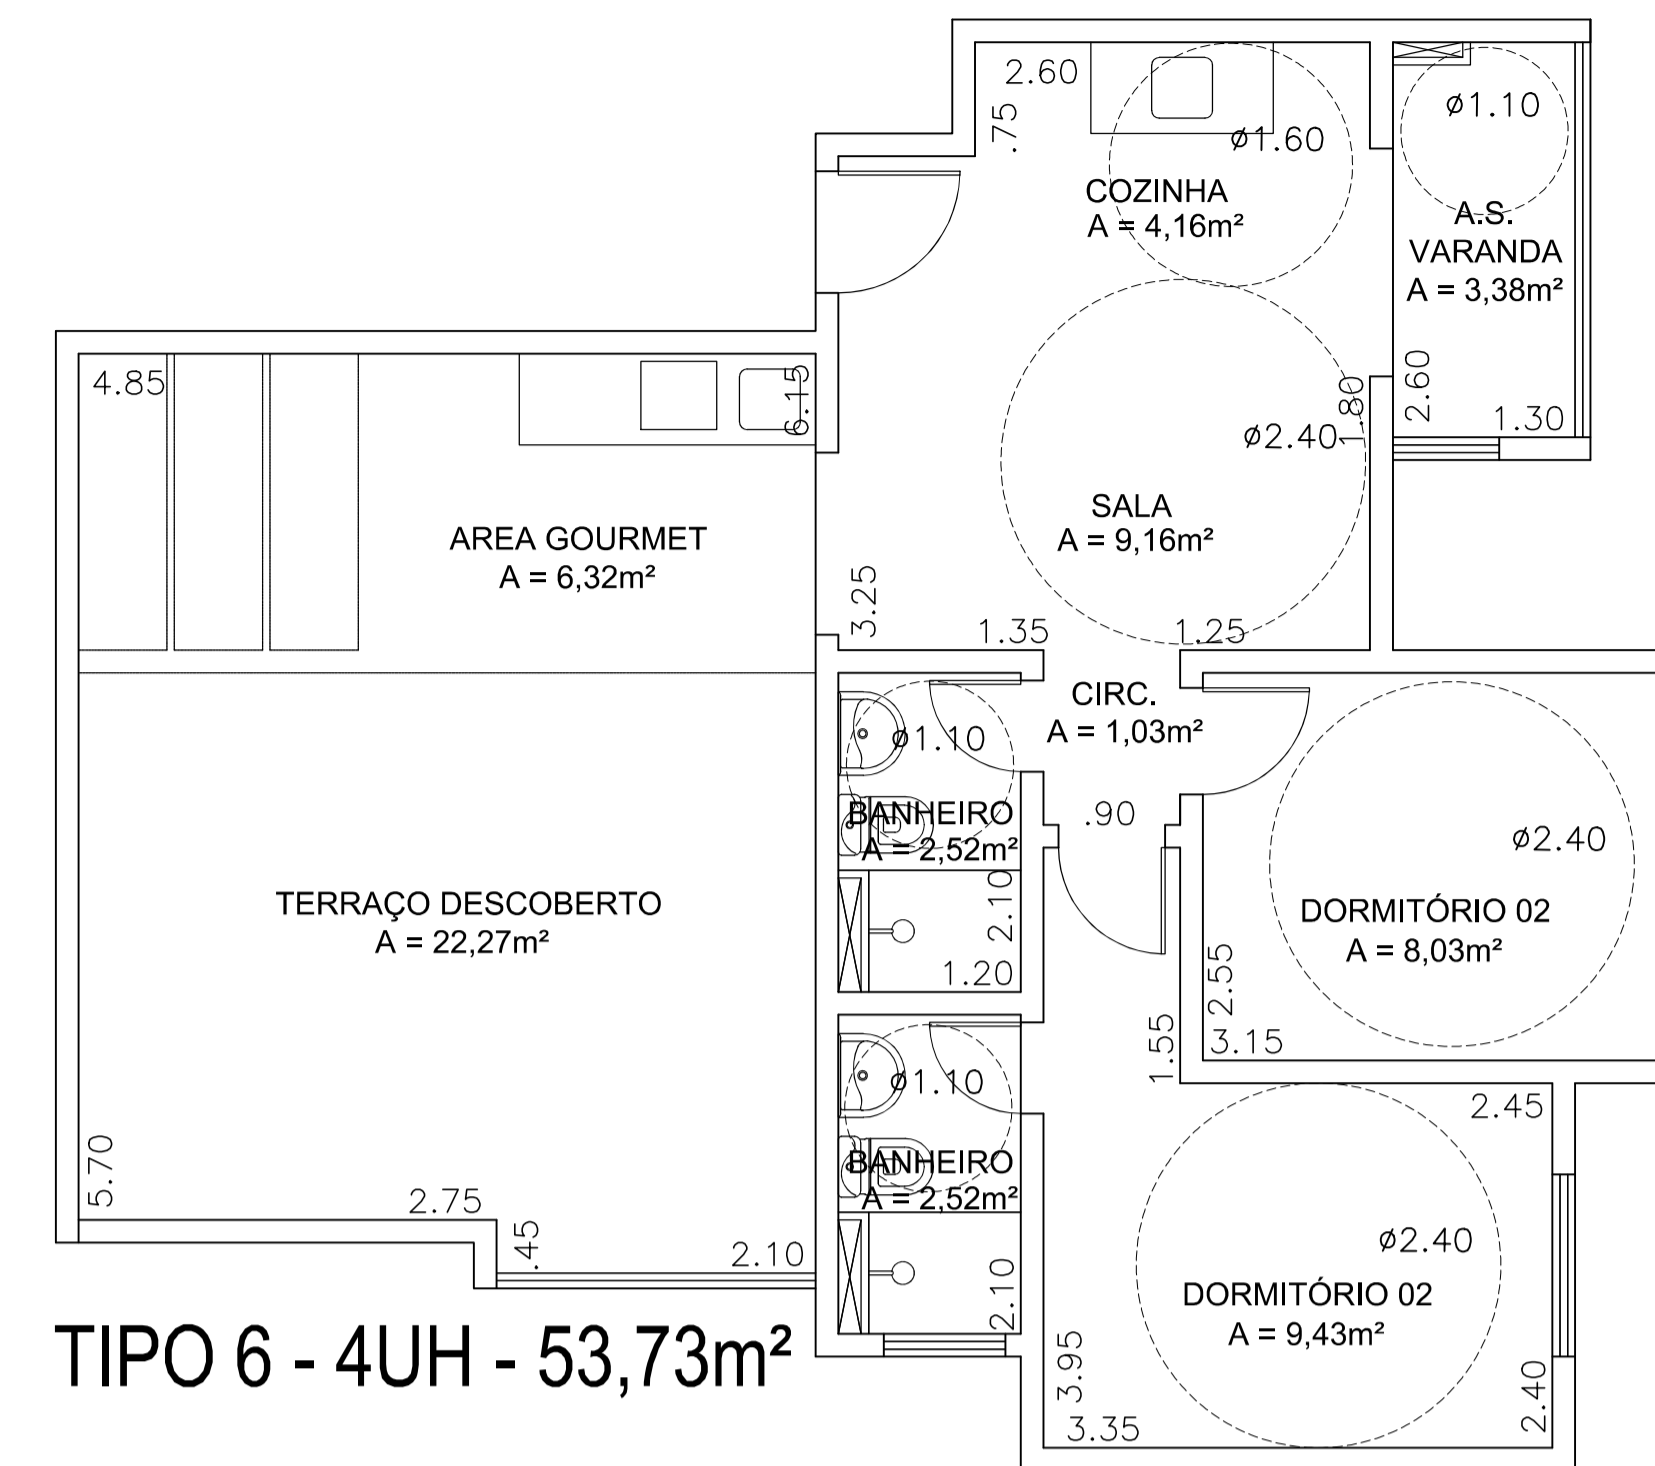 2.60
.75
ø1.60
COZINHA
A = 4,16m²
ø1.10
A.S.
VARANDA
A = 3,38m²
2.60
1.30
4.85
6.15
AREA GOURMET
A = 6,32m²
1.80
ø2.40
SALA
A = 9,16m²
3.25
1.35
1.25
CIRC.
A = 1,03m²
.90
ø1.10
BANHEIRO
A = 2,52m²
2.10
1.20
ø2.40
DORMITÓRIO 02
A = 8,03m²
2.55
3.15
TERRAÇO DESCOBERTO
A = 22,27m²
5.70
2.75
.45
2.10
1.55
ø1.10
BANHEIRO
A = 2,52m²
2.10
2.45
ø2.40
DORMITÓRIO 02
A = 9,43m²
3.95
3.35
2.40
TIPO 6 - 4UH - 53,73m²